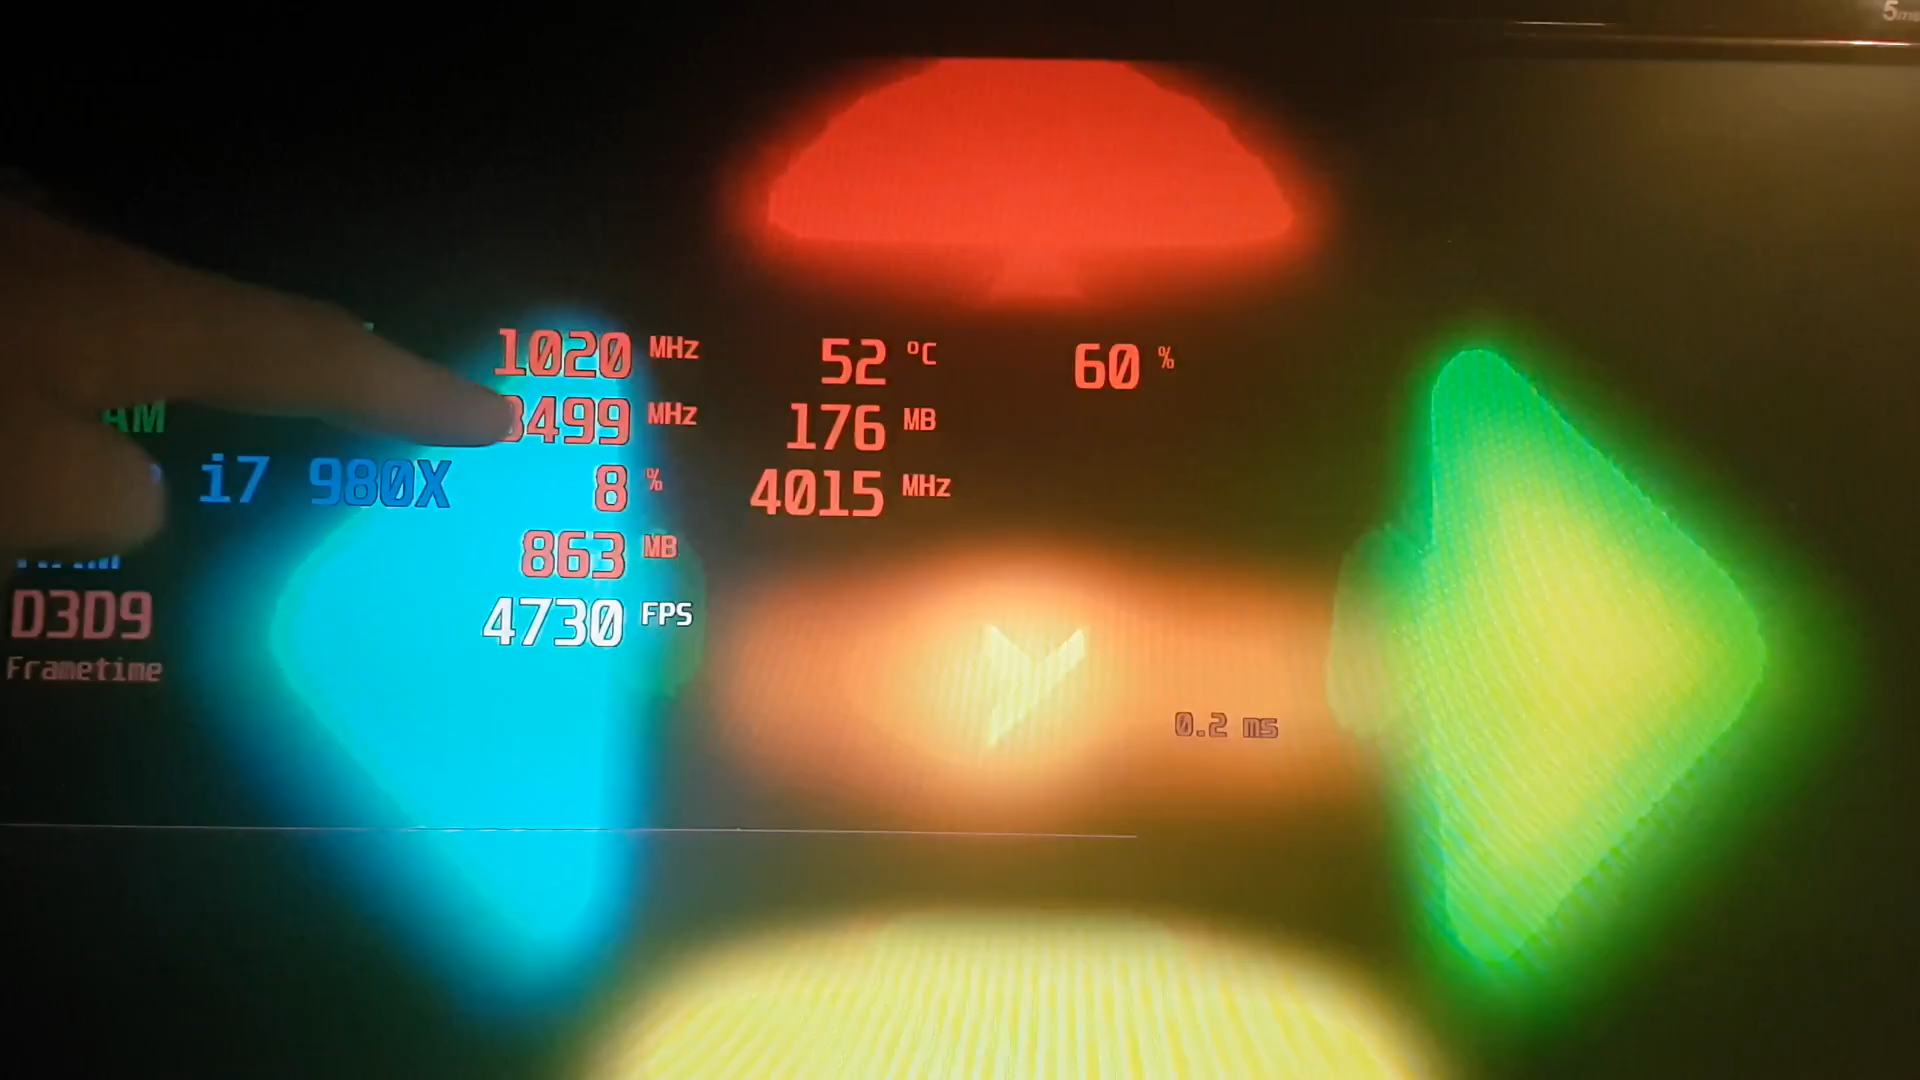 1020 MHz 52 °C 60 %
3499 MHz 176 MB
i7 980X 8 % 4015 MHz
863 MB
D3D9 4730 FPS
Frametime
0.2 ms